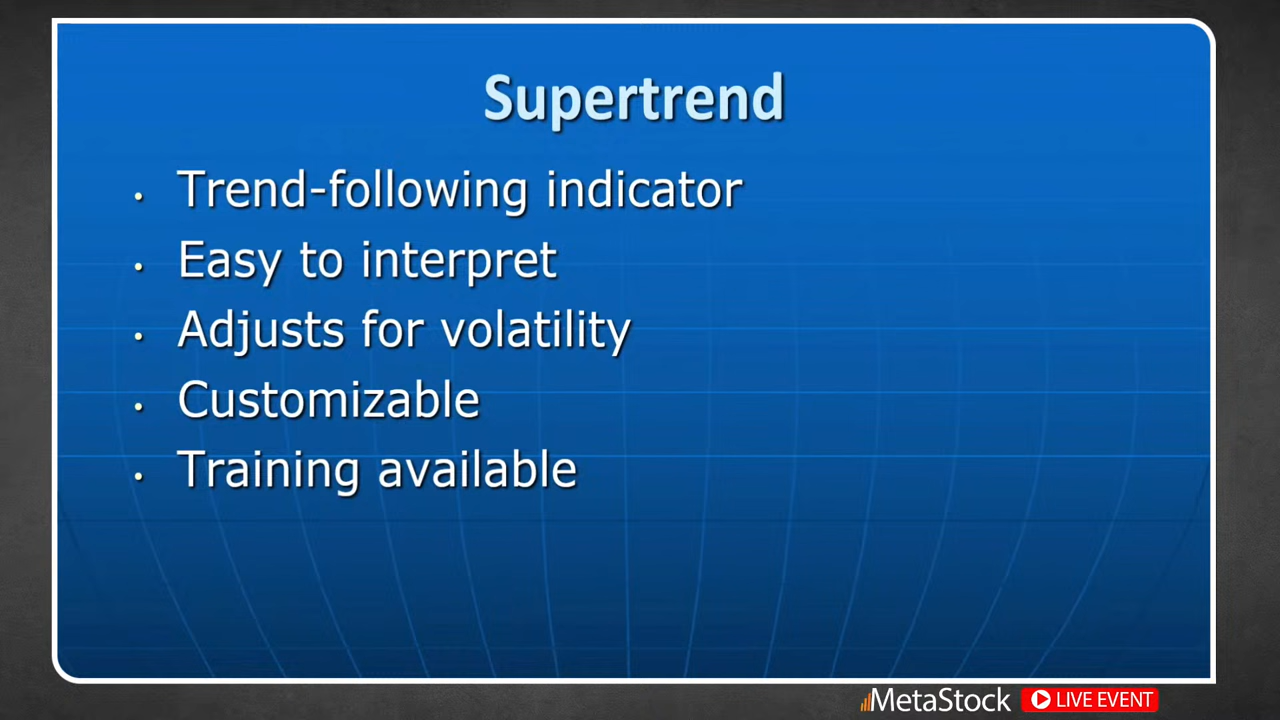 Supertrend
• Trend-following indicator
• Easy to interpret
• Adjusts for volatility
• Customizable
• Training available
MetaStock LIVE EVENT